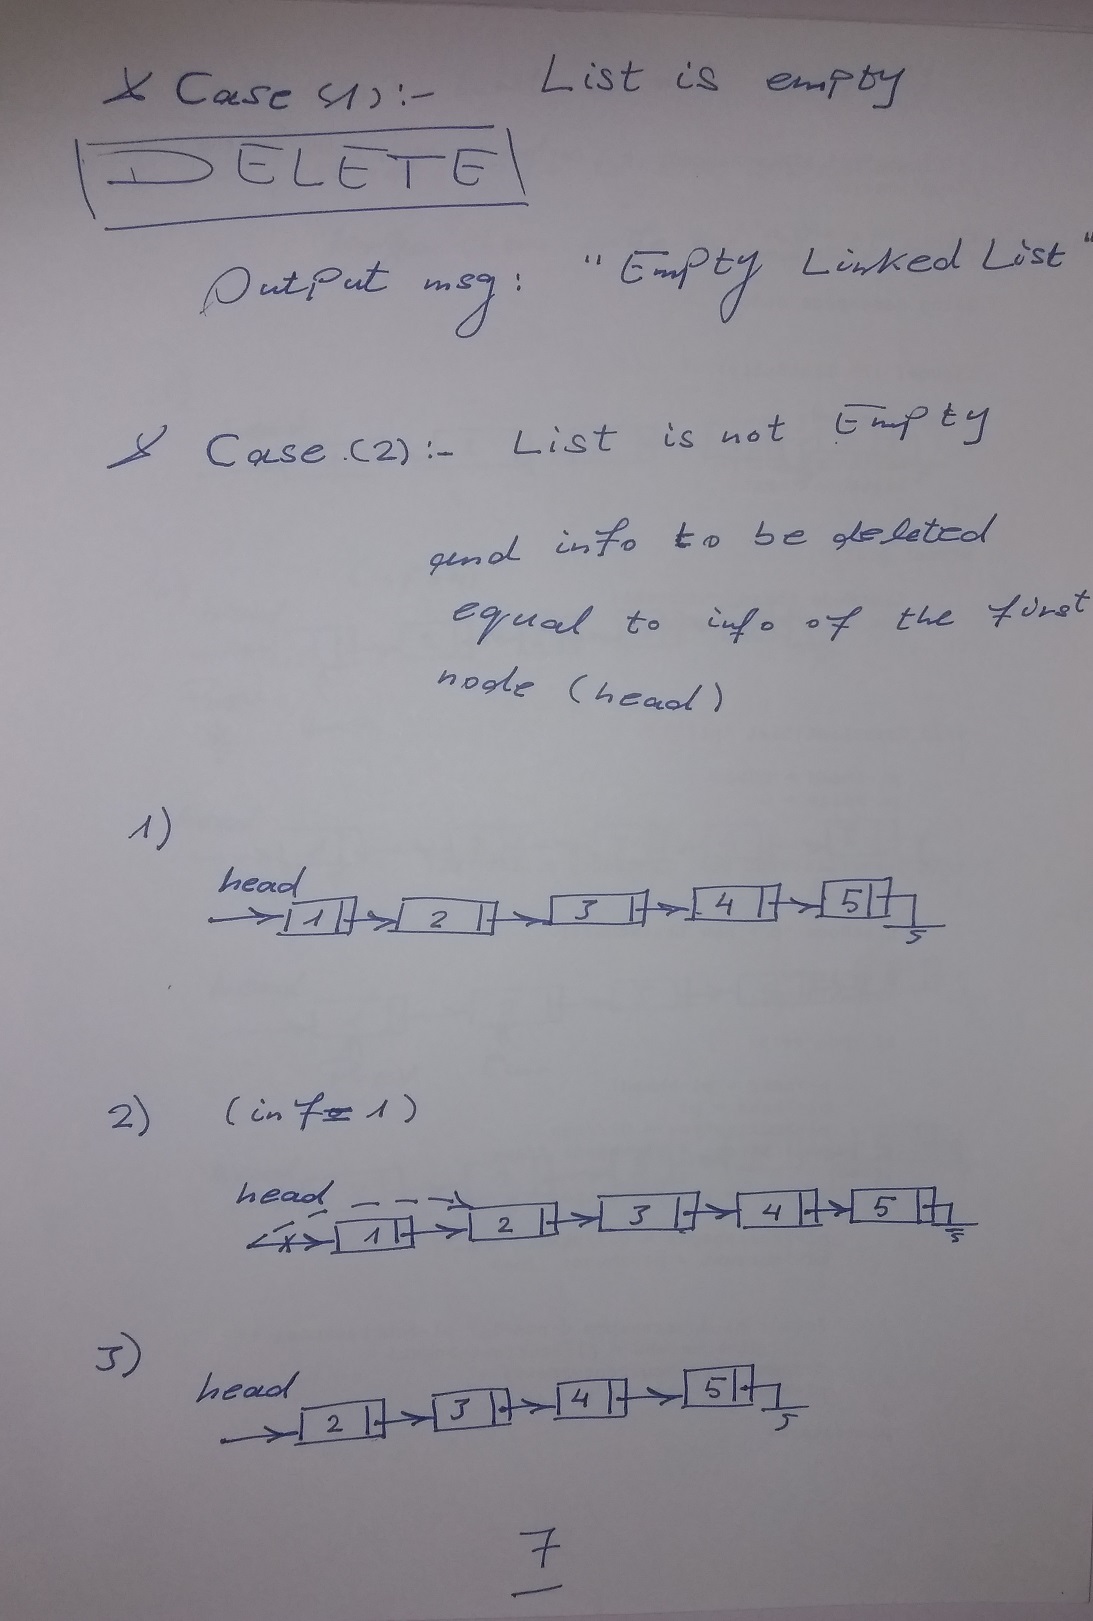 Case (1):- List is empty
DELETE
Output msg: "Empty Linked List"
Case (2):- List is not Empty
and info to be deleted
equal to info of the first
node (head)
1)
head
1 2 3 4 5
2) (inf=1)
head
1 2 3 4 5
3)
head
2 3 4 5
7